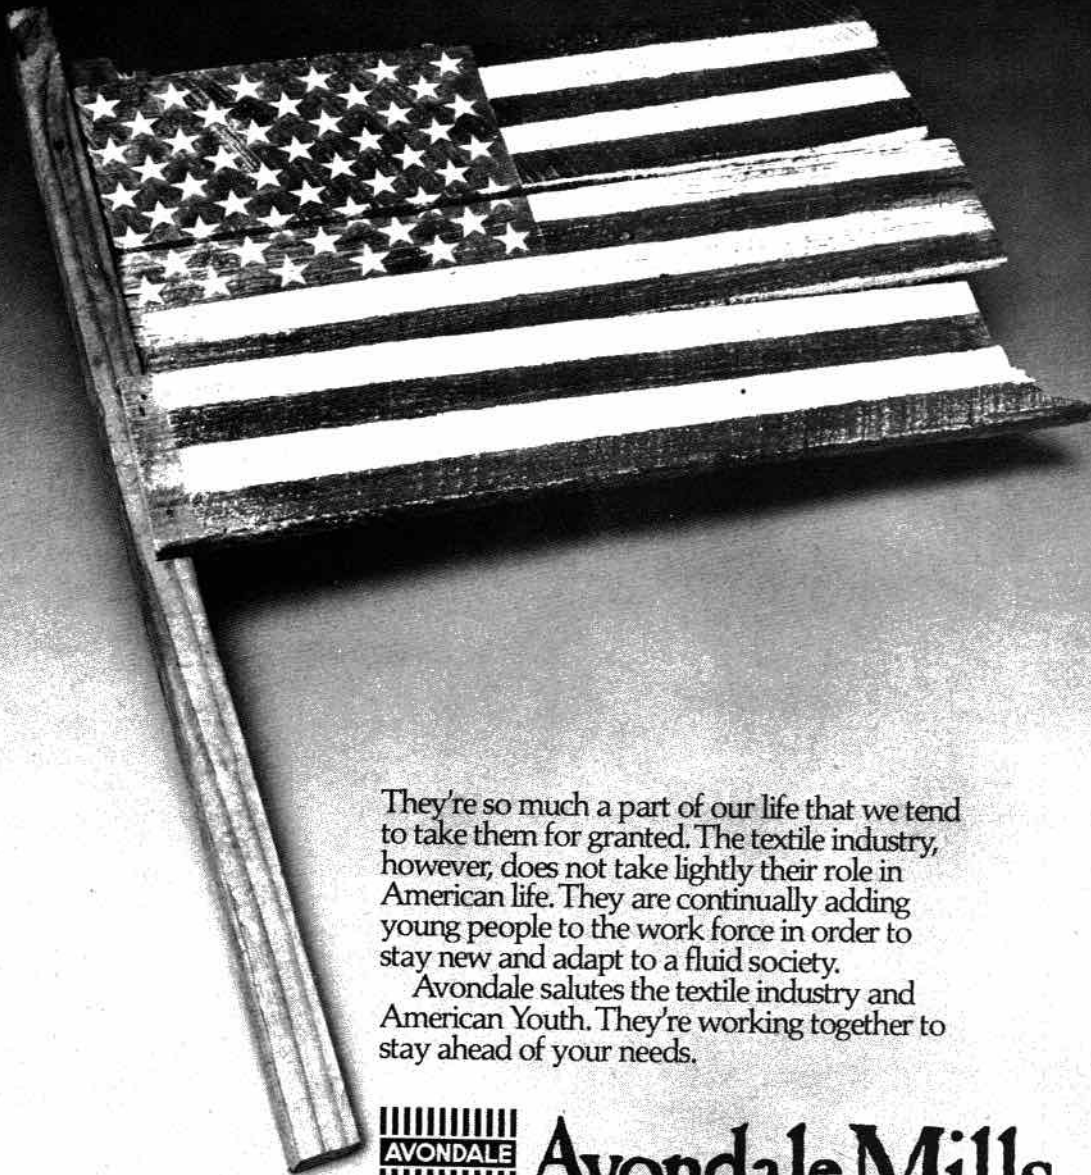 They're so much a part of our life that we tend
to take them for granted. The textile industry,
however, does not take lightly their role in
American life. They are continually adding
young people to the work force in order to
stay new and adapt to a fluid society.
Avondale salutes the textile industry and
American Youth. They're working together to
stay ahead of your needs.
AVONDALE
Avondale Mills